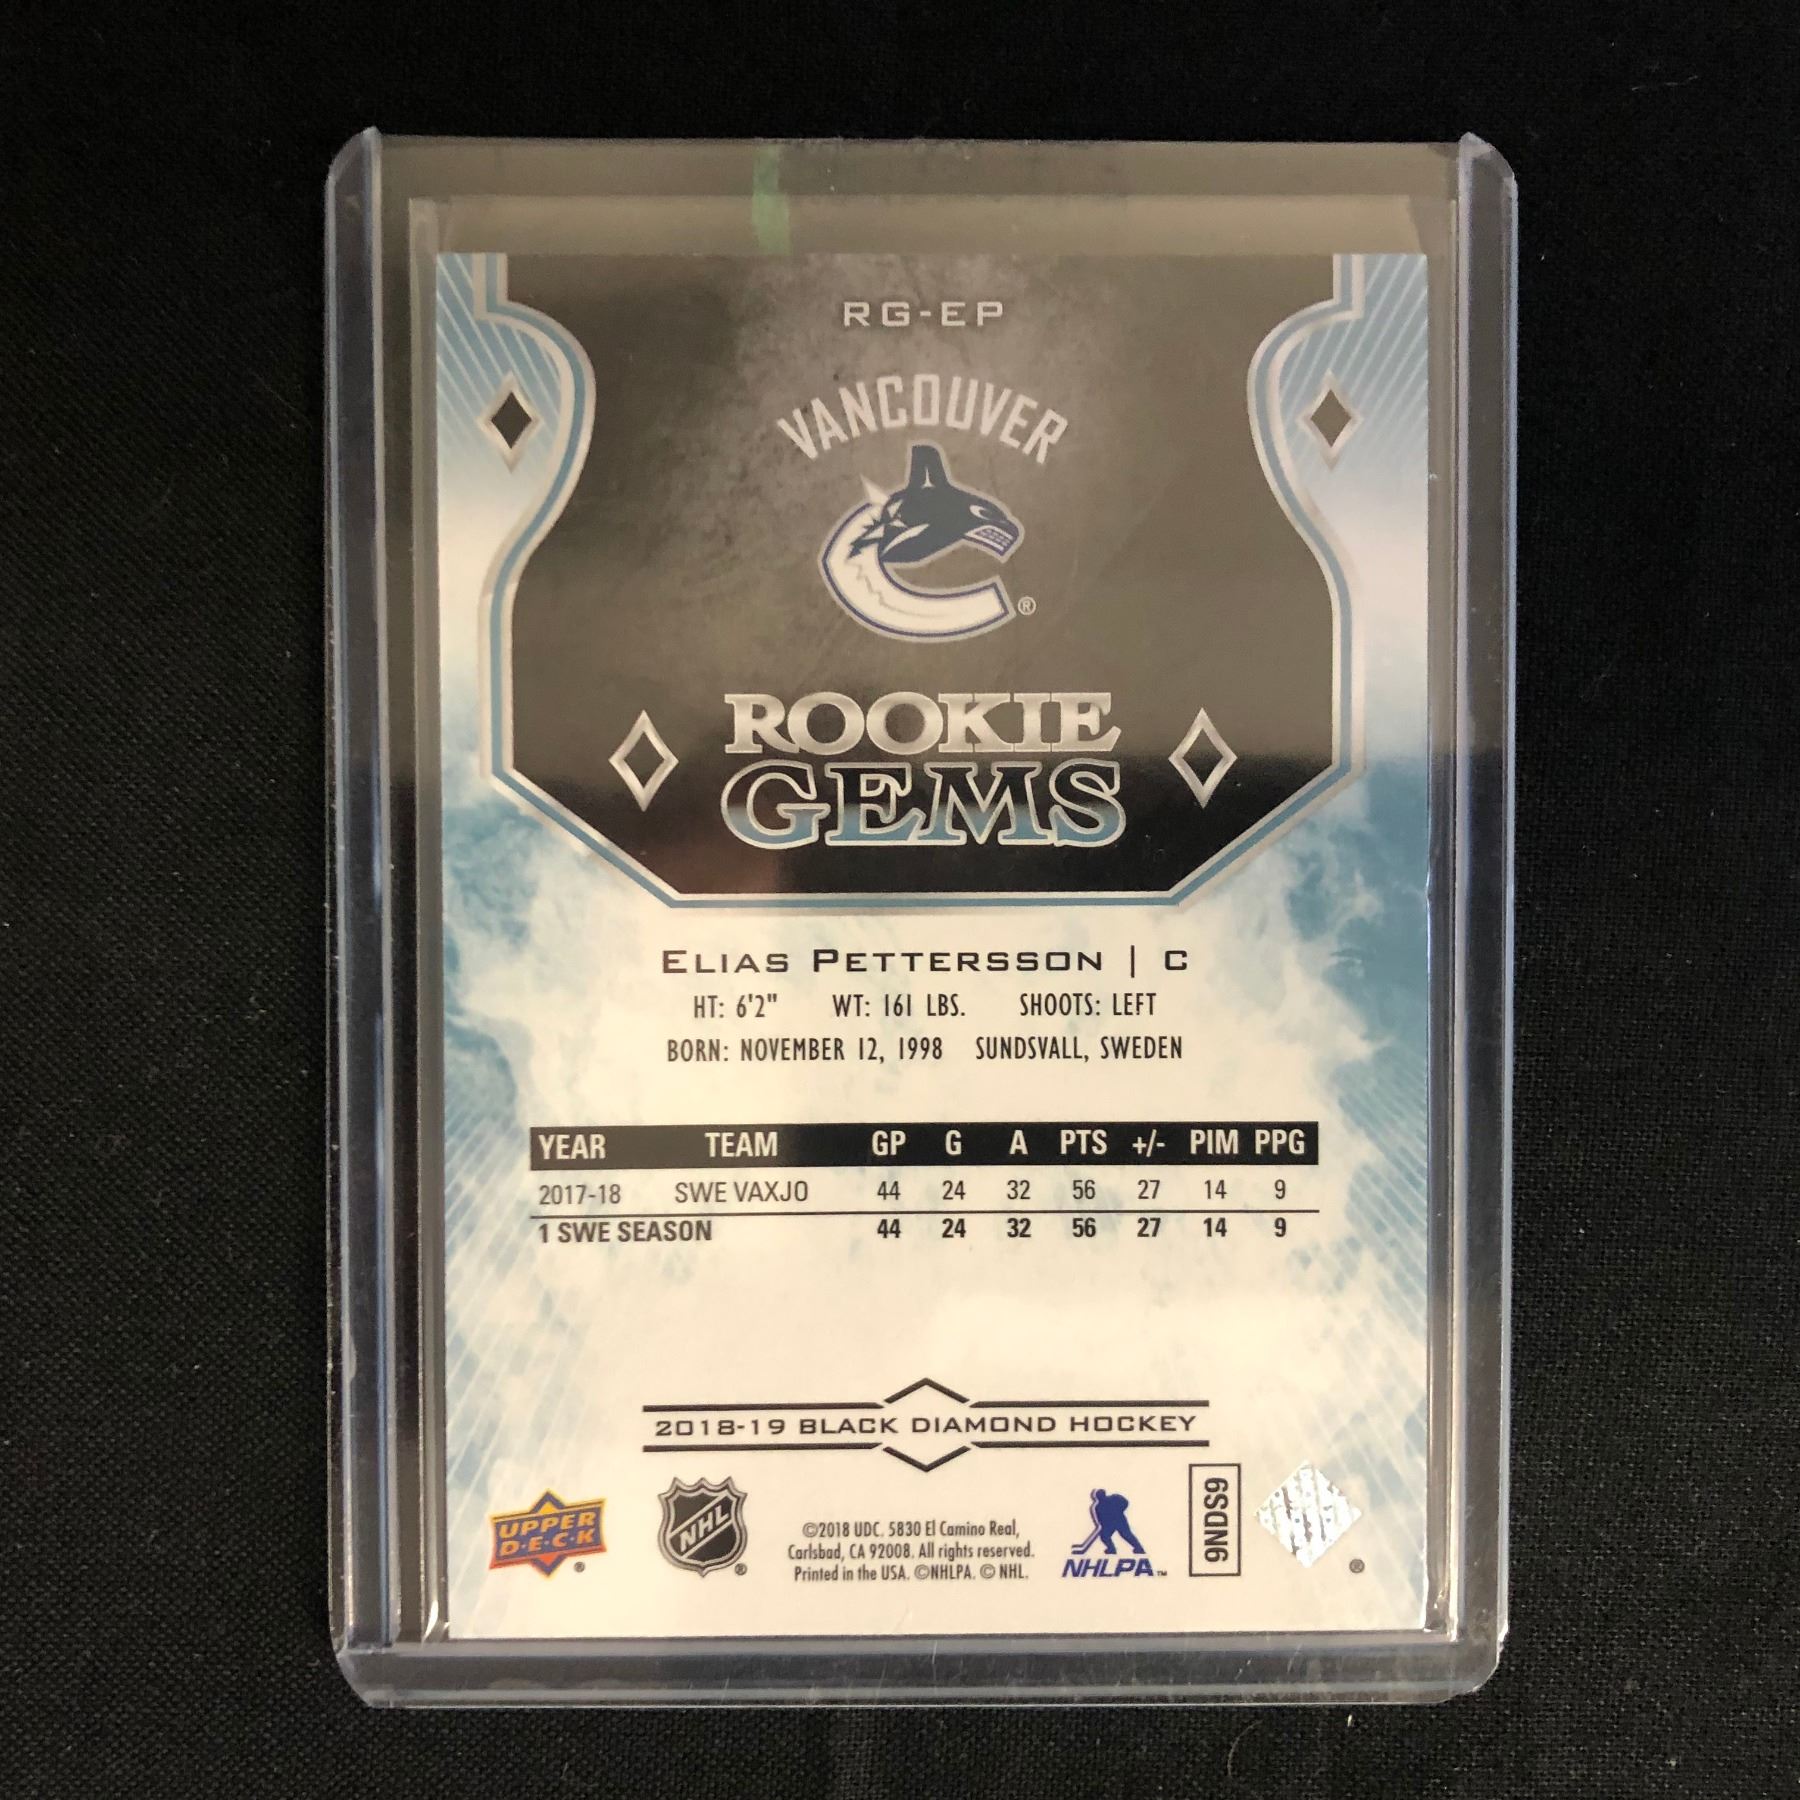 RG-EP
VANCOUVER
®
ROOKIE
GEMS
ELIAS PETTERSSON | C
HT: 6'2" WT: 161 LBS. SHOOTS: LEFT
BORN: NOVEMBER 12, 1998 SUNDSVALL, SWEDEN
YEAR TEAM GP G A PTS +/- PIM PPG
2017-18 SWE VAXJO 44 24 32 56 27 14 9
1 SWE SEASON 44 24 32 56 27 14 9
2018-19 BLACK DIAMOND HOCKEY
UPPER
D·E·C·K
®
NHL
®
©2018 UDC. 5830 El Camino Real,
Carlsbad, CA 92008. All rights reserved.
Printed in the USA. ©NHLPA. © NHL.
NHLPA™
9NDS9
®